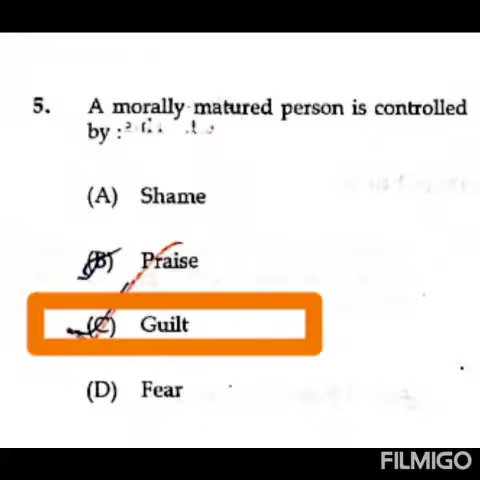 5. A morally matured person is controlled
by :
(A) Shame
(B) Praise
(C) Guilt
(D) Fear
FILMIGO